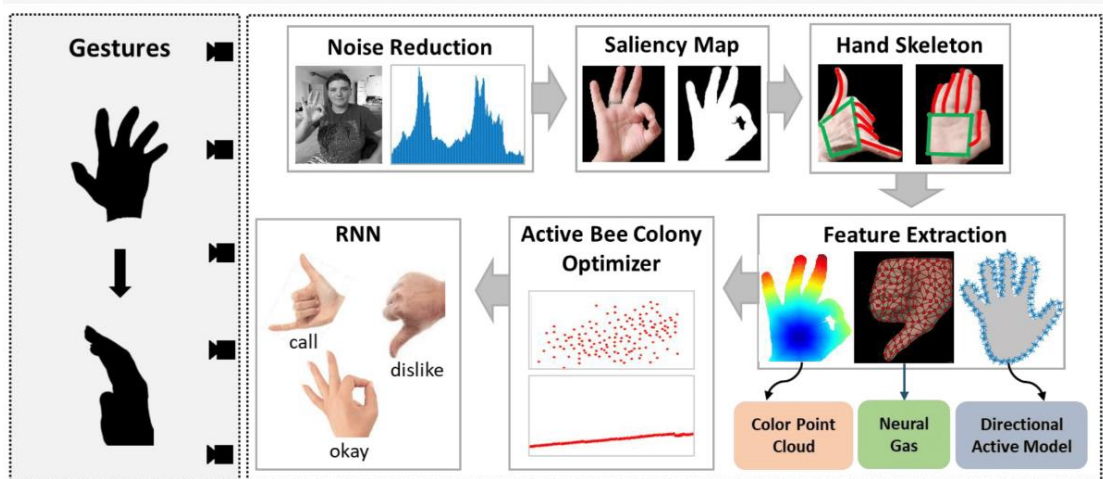 Gestures
Noise Reduction
Saliency Map
Hand Skeleton
RNN
call
dislike
okay
Active Bee Colony
Optimizer
Feature Extraction
Color Point
Cloud
Neural
Gas
Directional
Active Model